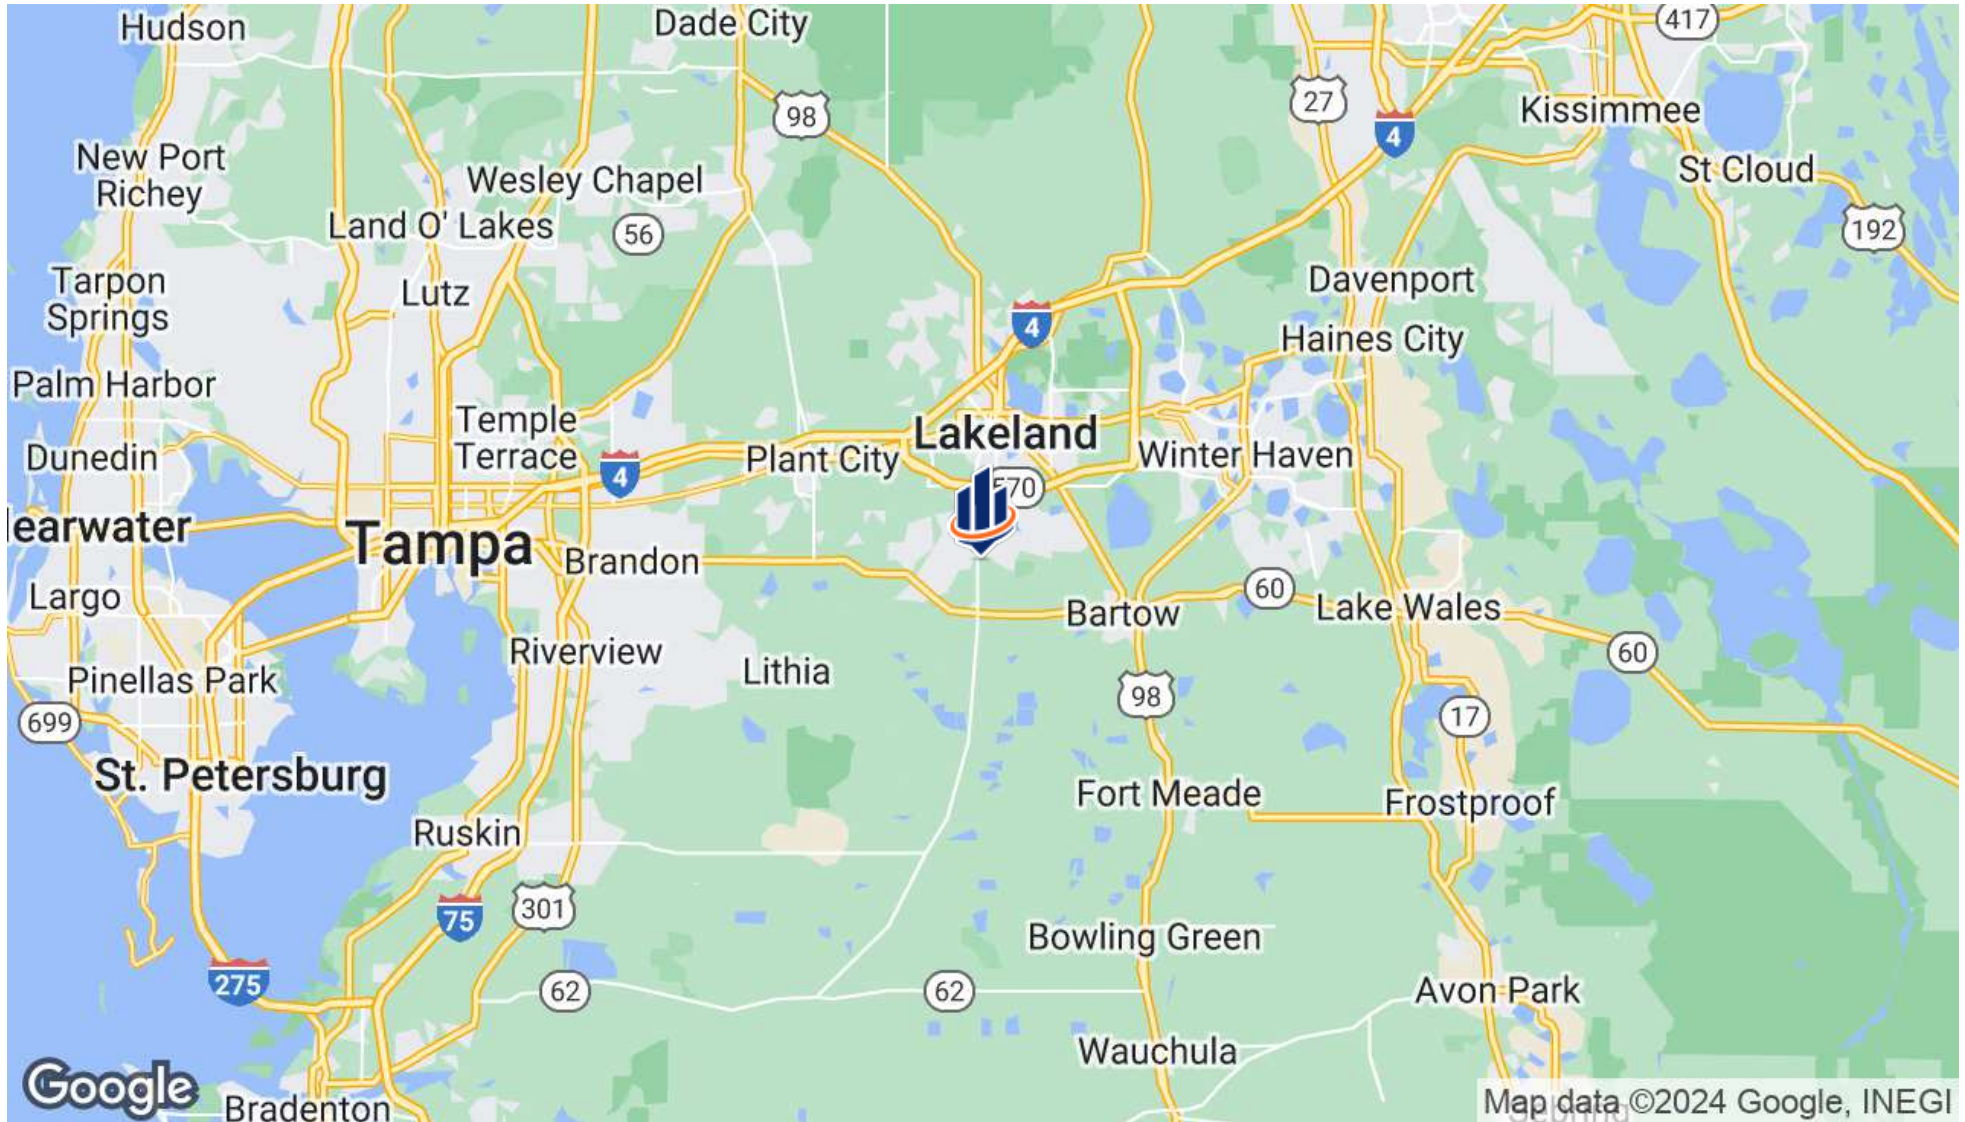 Hudson
Dade City
417
27
98
4
Kissimmee
New Port
Richey
Wesley Chapel
St Cloud
Land O' Lakes
56
192
Tarpon
Springs
Lutz
Davenport
4
Haines City
Palm Harbor
Temple
Terrace
Lakeland
Dunedin
4
Plant City
Winter Haven
570
learwater
Tampa
Brandon
Largo
60
Bartow
Lake Wales
Riverview
60
Lithia
Pinellas Park
98
699
17
St. Petersburg
Fort Meade
Frostproof
Ruskin
75
301
Bowling Green
275
62
62
Avon Park
Wauchula
Google
Bradenton
Map data ©2024 Google, INEGI
Sebring